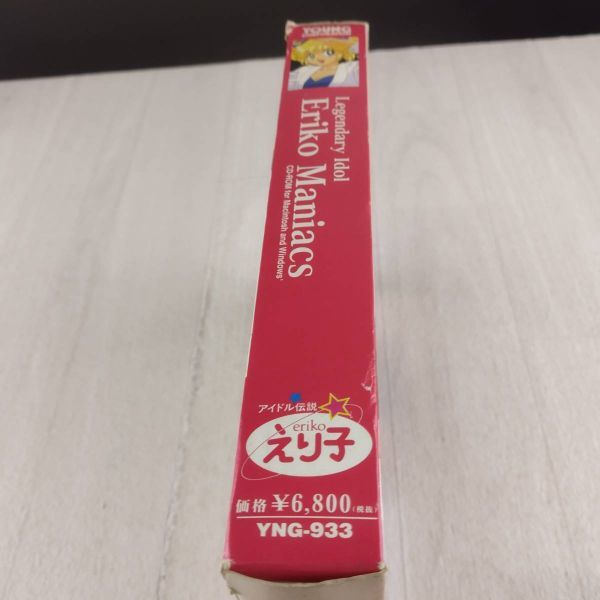 YOUNG
Legendary Idol
Eriko Maniacs
CD-ROM for Macintosh and Windows
アイドル伝説
eriko
えり子
価格 ¥6,800(税抜)
YNG-933